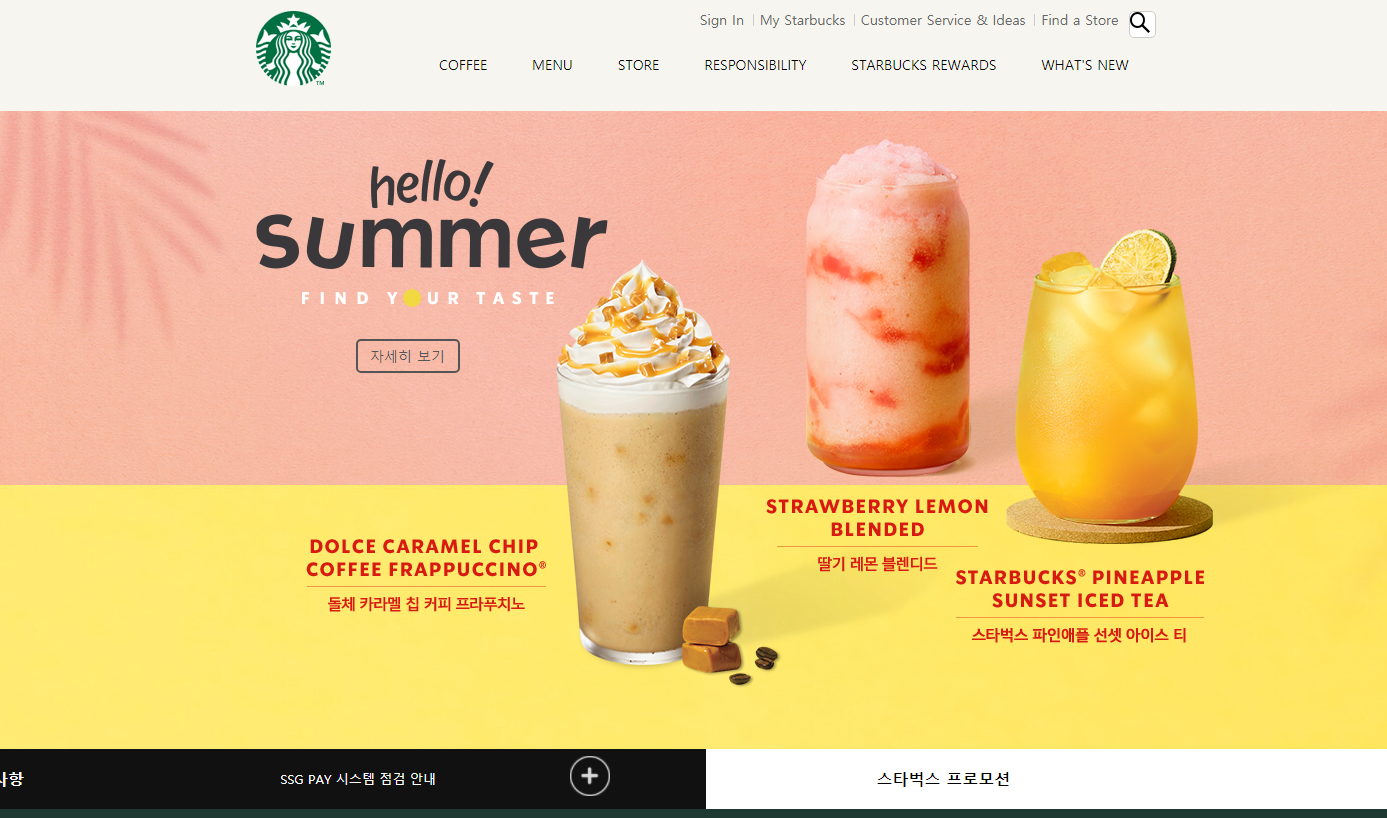 Sign In
My Starbucks
Customer Service & Ideas
Find a Store
COFFEE
MENU
STORE
RESPONSIBILITY
STARBUCKS REWARDS
WHAT'S NEW
TM
hello!
summer
FIND YOUR TASTE
자세히 보기
DOLCE CARAMEL CHIP
COFFEE FRAPPUCCINO®
돌체 카라멜 칩 커피 프라푸치노
STRAWBERRY LEMON
BLENDED
딸기 레몬 블렌디드
STARBUCKS® PINEAPPLE
SUNSET ICED TEA
스타벅스 파인애플 선셋 아이스 티
사항
SSG PAY 시스템 점검 안내
스타벅스 프로모션